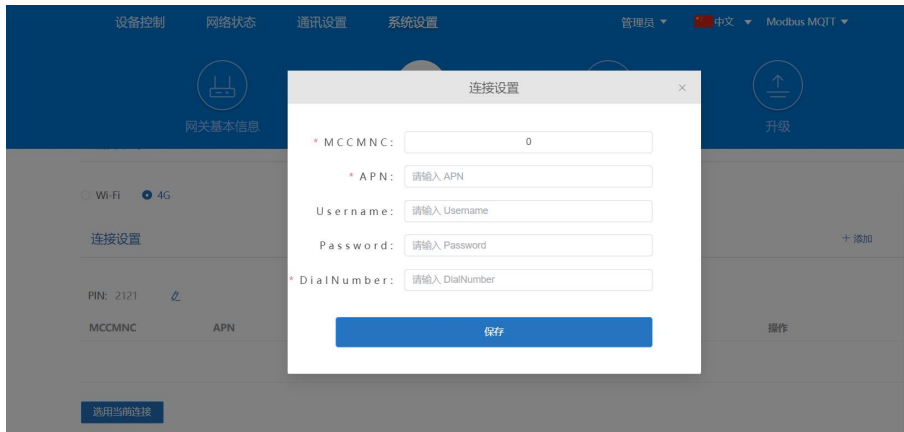 设备控制 网络状态 通讯设置 系统设置 管理员 中文 Modbus MQTT
网关基本信息 升级
连接设置 ×
* MCCMNC: 0
* APN: 请输入 APN
Username: 请输入 Username
Password: 请输入 Password
* DialNumber: 请输入 DialNumber
保存
Wi-Fi 4G
连接设置 + 添加
PIN: 2121
MCCMNC APN 操作
选用当前连接